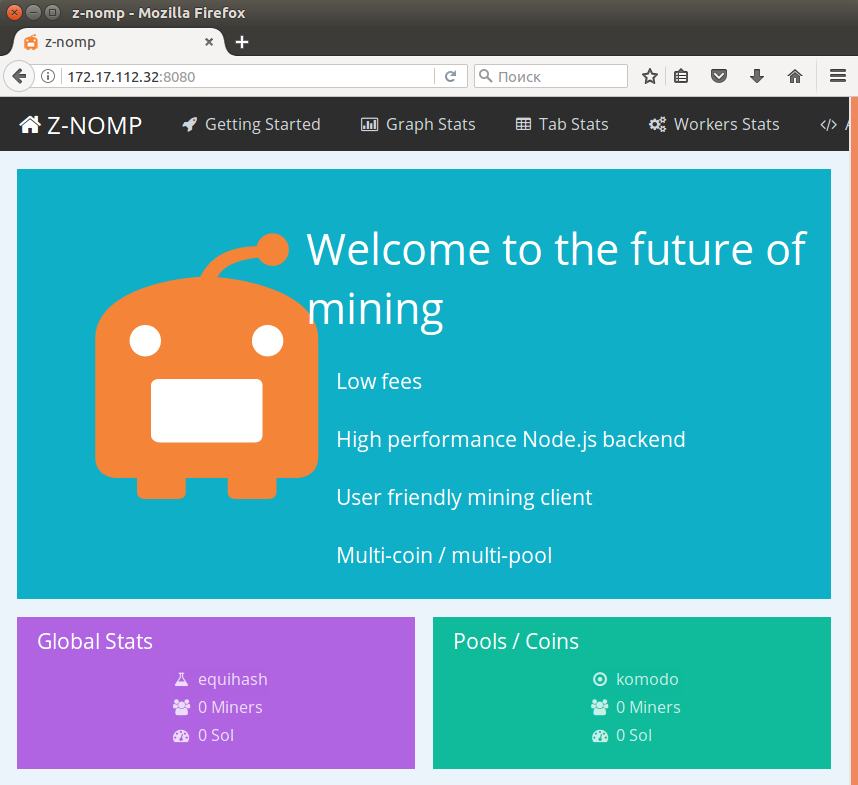 z-nomp - Mozilla Firefox
z-nomp
172.17.112.32:8080
Поиск
Z-NOMP
Getting Started
Graph Stats
Tab Stats
Workers Stats
Welcome to the future of
mining
Low fees
High performance Node.js backend
User friendly mining client
Multi-coin / multi-pool
Global Stats
equihash
0 Miners
0 Sol
Pools / Coins
komodo
0 Miners
0 Sol